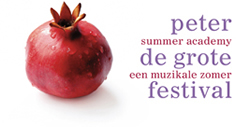 peter
summer academy
de grote
een muzikale zomer
festival